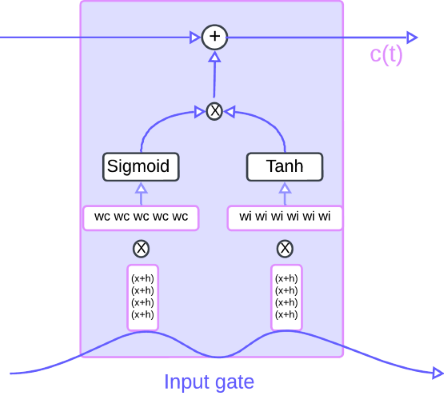 +
c(t)
X
Sigmoid Tanh
wc wc wc wc wc wi wi wi wi wi wi
X X
(x+h) (x+h)
(x+h) (x+h)
(x+h) (x+h)
(x+h) (x+h)
Input gate